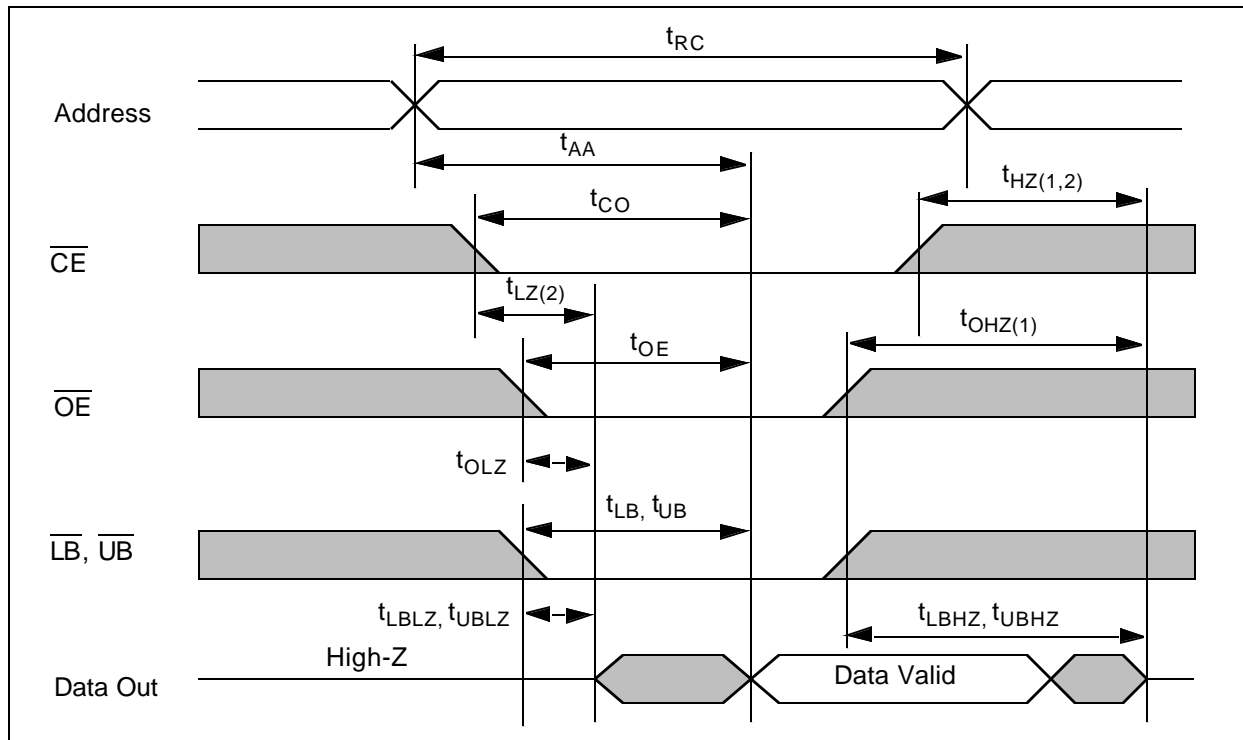 tRC
Address
tAA
tHZ(1,2)
tCO
CE
tLZ(2)
tOHZ(1)
tOE
OE
tOLZ
tLB, tUB
LB, UB
tLBLZ, tUBLZ
tLBHZ, tUBHZ
High-Z
Data Valid
Data Out